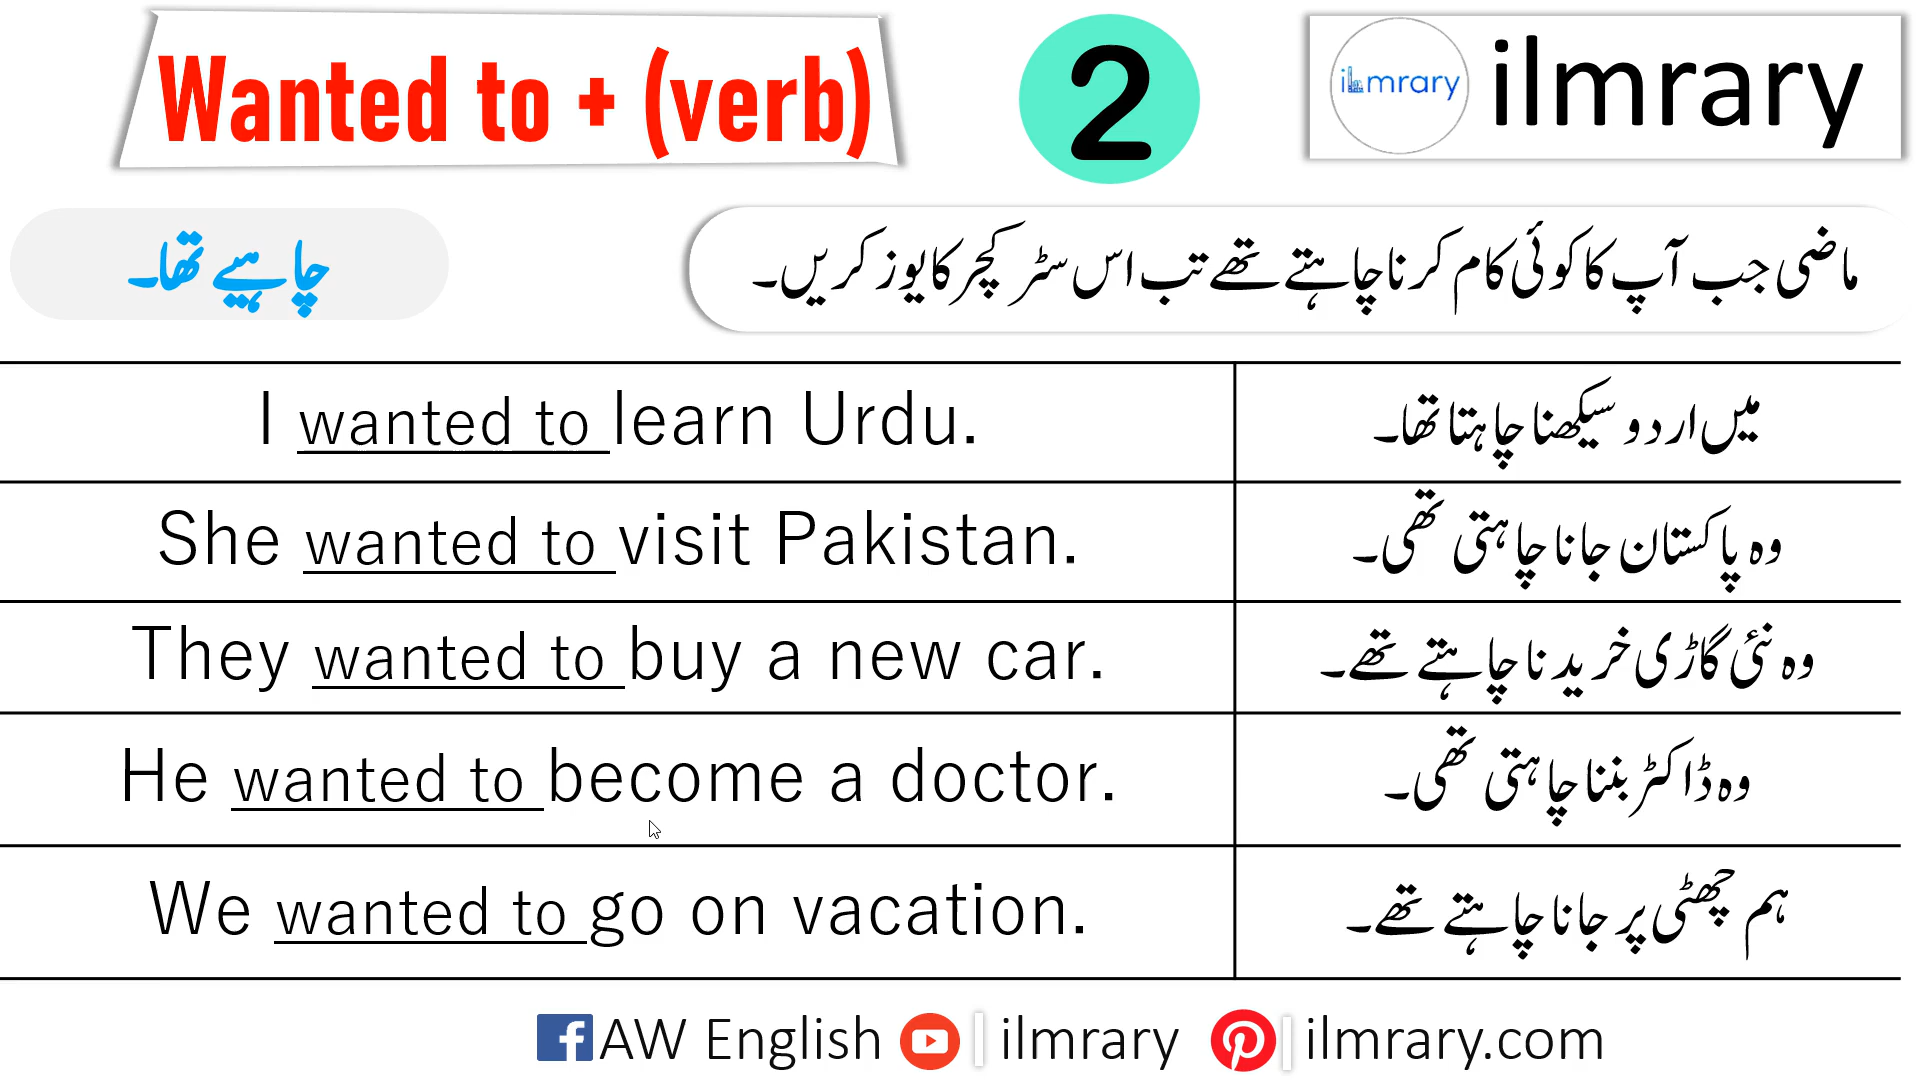 Wanted to + (verb)
2
ilmrary
ilmrary
چاہیے تھا۔
ماضی جب آپ کا کوئی کام کرنا چاہتے تھے تب اس سٹر کچر کا یوز کریں۔
I wanted to learn Urdu.
میں اردو سیکھنا چاہتا تھا۔
She wanted to visit Pakistan.
وہ پاکستان جانا چاہتی تھی۔
They wanted to buy a new car.
وہ نئی گاڑی خریدنا چاہتے تھے۔
He wanted to become a doctor.
وہ ڈاکٹر بننا چاہتی تھی۔
We wanted to go on vacation.
ہم چھٹی پر جانا چاہتے تھے۔
AW English | ilmrary | ilmrary.com